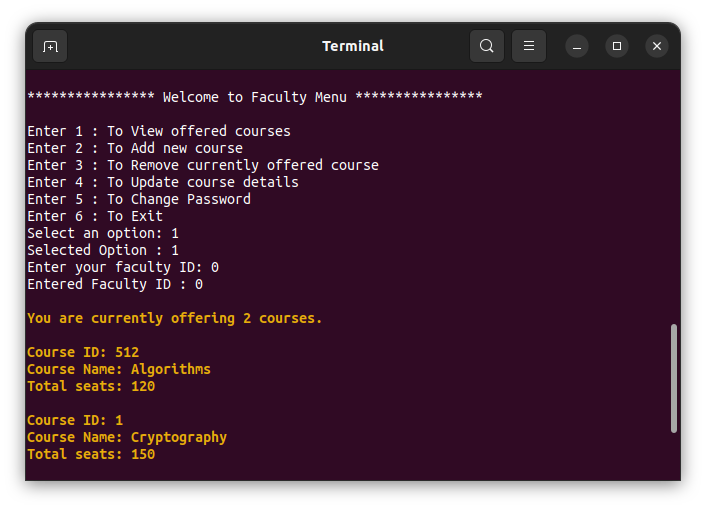 Terminal
**************** Welcome to Faculty Menu ****************
Enter 1 : To View offered courses
Enter 2 : To Add new course
Enter 3 : To Remove currently offered course
Enter 4 : To Update course details
Enter 5 : To Change Password
Enter 6 : To Exit
Select an option: 1
Selected Option : 1
Enter your faculty ID: 0
Entered Faculty ID : 0
You are currently offering 2 courses.
Course ID: 512
Course Name: Algorithms
Total seats: 120
Course ID: 1
Course Name: Cryptography
Total seats: 150